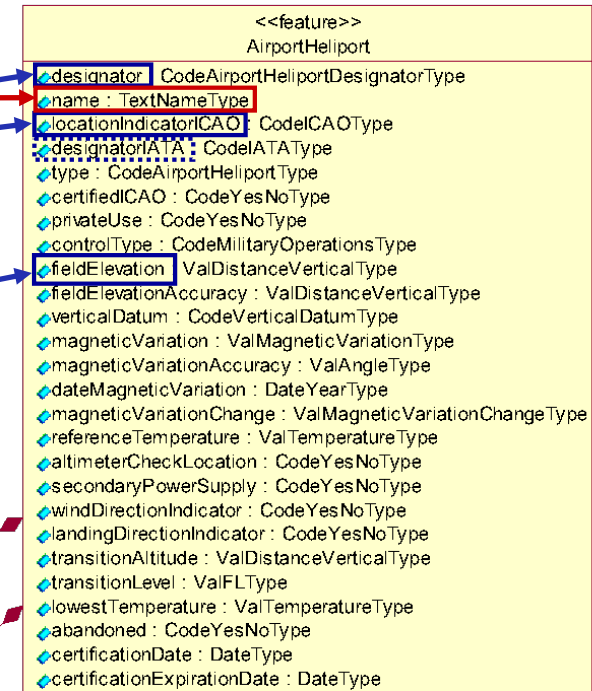 <<feature>>
AirportHeliport
designator : CodeAirportHeliportDesignatorType
name : TextNameType
locationIndicatorICAO : CodeICAOType
designatorIATA : CodeIATAType
type : CodeAirportHeliportType
certifiedICAO : CodeYesNoType
privateUse : CodeYesNoType
controlType : CodeMilitaryOperationsType
fieldElevation : ValDistanceVerticalType
fieldElevationAccuracy : ValDistanceVerticalType
verticalDatum : CodeVerticalDatumType
magneticVariation : ValMagneticVariationType
magneticVariationAccuracy : ValAngleType
dateMagneticVariation : DateYearType
magneticVariationChange : ValMagneticVariationChangeType
referenceTemperature : ValTemperatureType
altimeterCheckLocation : CodeYesNoType
secondaryPowerSupply : CodeYesNoType
windDirectionIndicator : CodeYesNoType
landingDirectionIndicator : CodeYesNoType
transitionAltitude : ValDistanceVerticalType
transitionLevel : ValFLType
lowestTemperature : ValTemperatureType
abandoned : CodeYesNoType
certificationDate : DateType
certificationExpirationDate : DateType